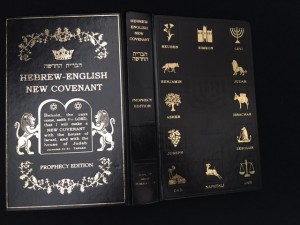 הברית החדשה
HEBREW-ENGLISH
NEW COVENANT
Behold, the days
come, saith the LORD,
that I will make a
NEW COVENANT
with the house of
Israel, and with the
house of Judah.
PROPHECY EDITION
HEBREW
ENGLISH
NEW
COVENANT
הברית
החדשה
PROPHECY
EDITION
REUBEN
SIMEON
LEVI
BENJAMIN
JUDAH
ASHER
ISSACHAR
JOSEPH
ZEBULUN
GAD
NAPHTALI
DAN